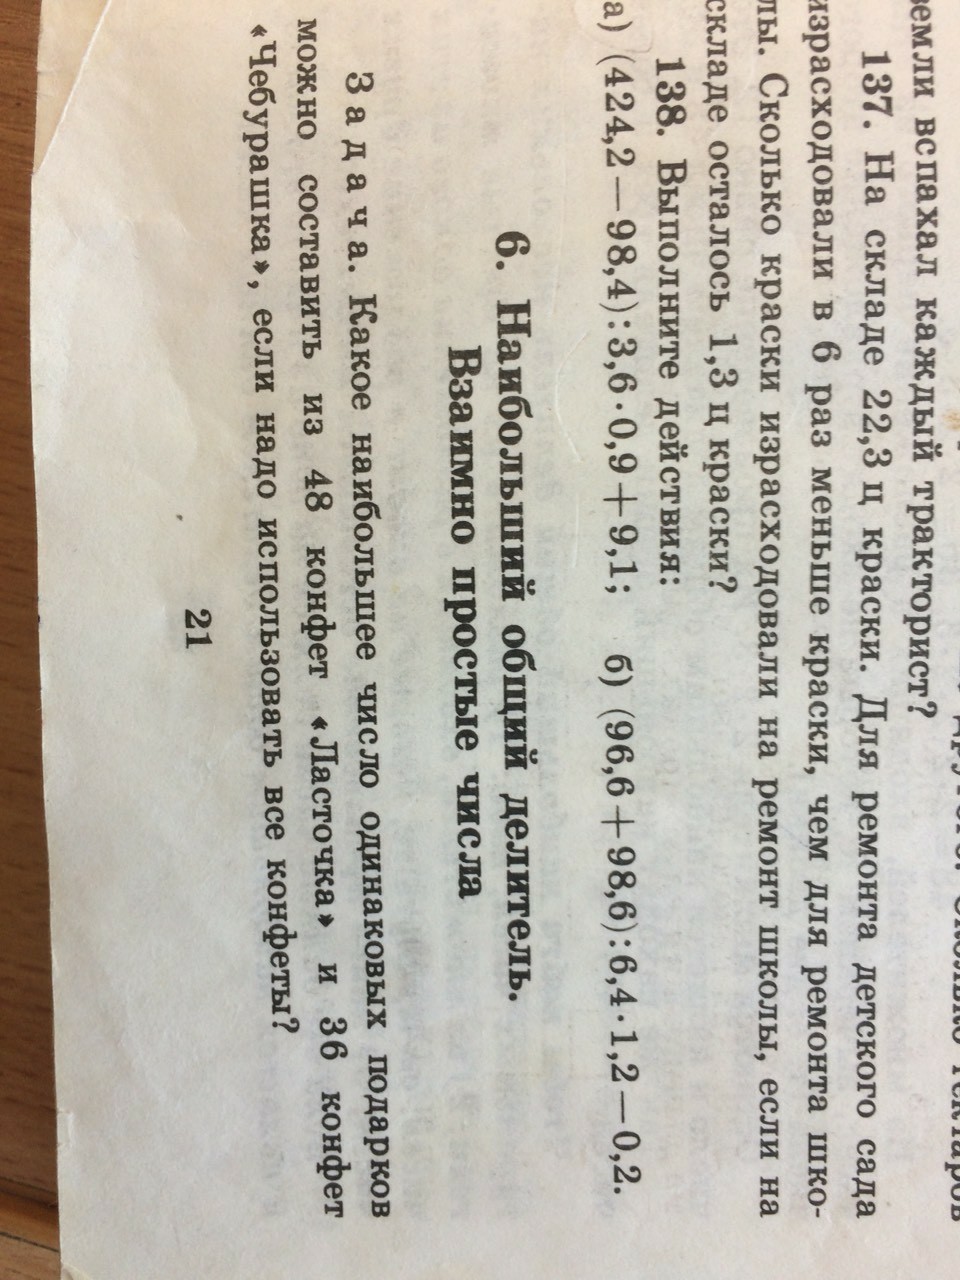 земли вспахал каждый тракторист?
137. На складе 22,3 ц краски. Для ремонта детского сада
израсходовали в 6 раз меньше краски, чем для ремонта шко-
лы. Сколько краски израсходовали на ремонт школы, если на
складе осталось 1,3 ц краски?
138. Выполните действия:
а) (424,2—98,4):3,6·0,9+9,1; б) (96,6+98,6):6,4·1,2—0,2.
6. Наибольший общий делитель.
Взаимно простые числа
Задача. Какое наибольшее число одинаковых подарков
можно составить из 48 конфет «Ласточка» и 36 конфет
«Чебурашка», если надо использовать все конфеты?
21